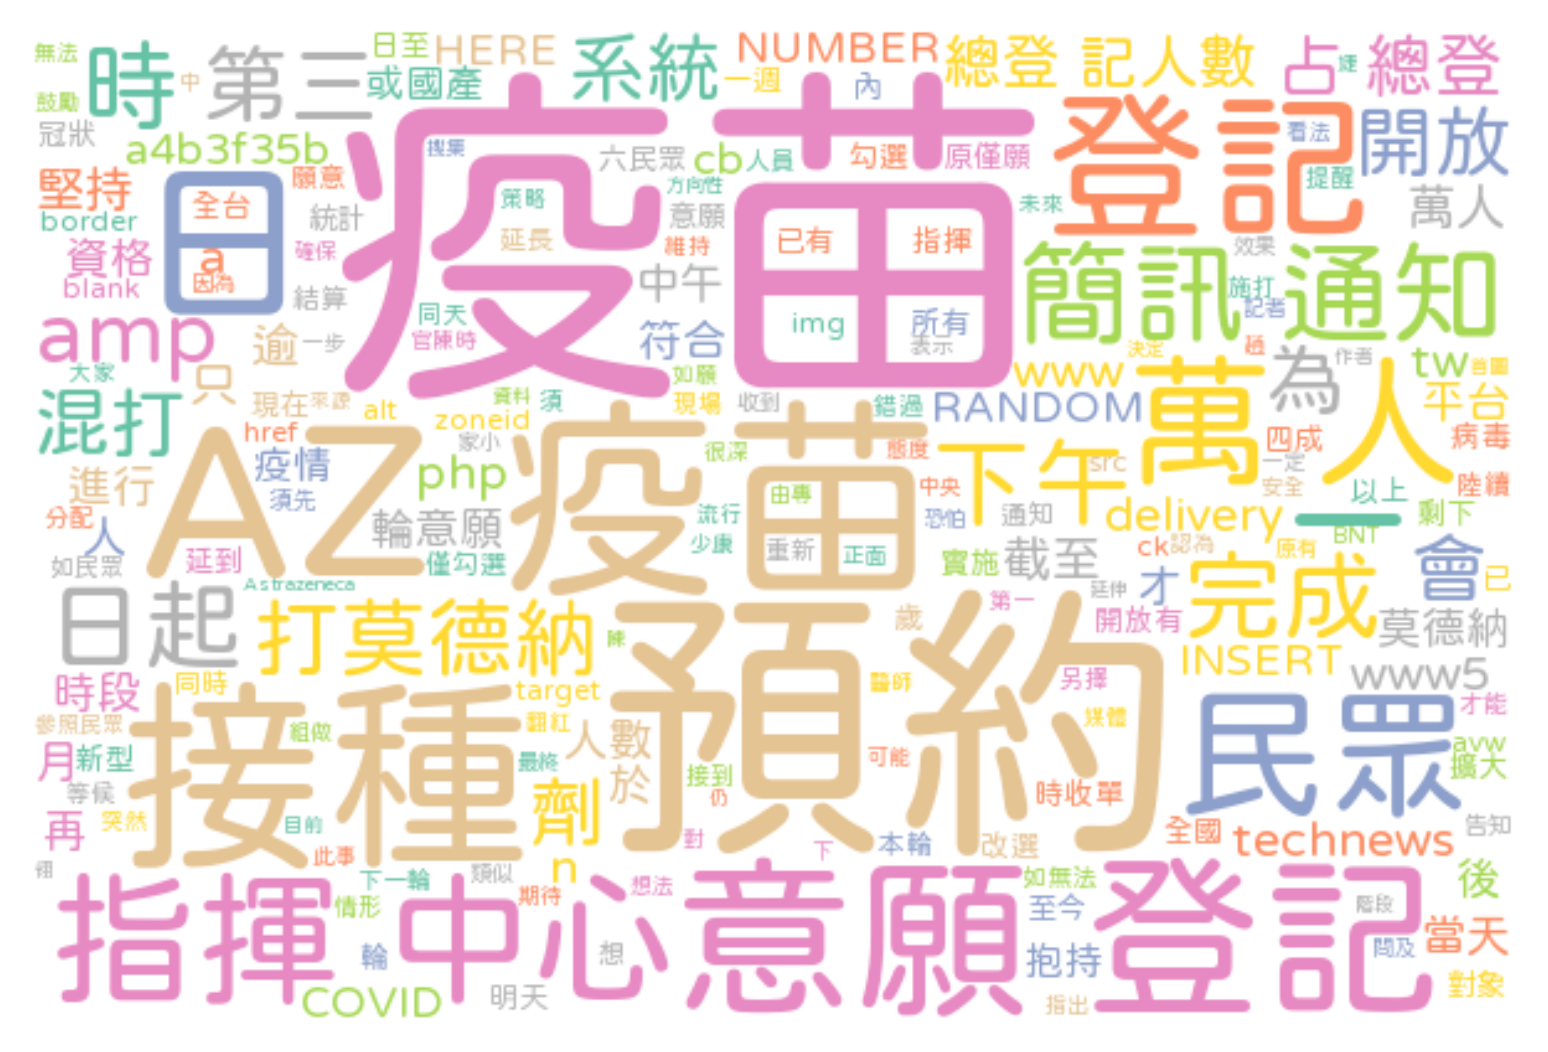 無法
時
中
第三
日至
HERE
或國產
系統
NUMBER
一週
內
總登
記人數
占
婕
總登
鼓勵
冠狀
a4b3f35b
疫苗
搜集
六民眾
cb
人員
勾選
原僅願
登記
看法
開放
提醒
堅持
border
日
全台
a
因為
願意
統計
確保
策略
延長
方向性
意願
維持
已有
指揮
未來
萬人
資格
blank
結算
中午
簡訊
通知
效果
施打
記者
amp
逾
一步
同天
官陳時
符合
img
所有
表示
大家
只
如願
www
決定
趙
為
作者
tw
首圖
混打
現在
來源
alt
href
zoneid
資料
須
現場
收到
錯過
RANDOM
萬人
平台
家小
AZ疫苗
很深
態度
下午
src
四成
一定
病毒
進行
疫情
須先
php
由專
中央
安全
以上
陸續
分配
人
輪意願
流行
恐怕
通知
delivery
一
剩下
BNT
如民眾
延到
僅勾選
少康
重新
正面
實施
截至
ck
認為
原有
會
已
Astrazeneca
延伸
才
完成
日起
打莫德納
陳
預約
歲
第一
開放有
莫德納
INSERT
www5
時段
同時
target
醫師
另擇
才能
參照民眾
接種
組做
翻紅
人數
媒體
民眾
avw
月
新型
最終
於
接到
可能
擴大
等候
仍
時收單
再
突然
目前
劑
對
本輪
改選
全國
technews
告知
此事
n
下
下一輪
類似
期待
想法
如無法
後
指揮中心
意願登記
情形
至今
階段
輪
想
抱持
問及
當天
COVID
明天
指出
對象